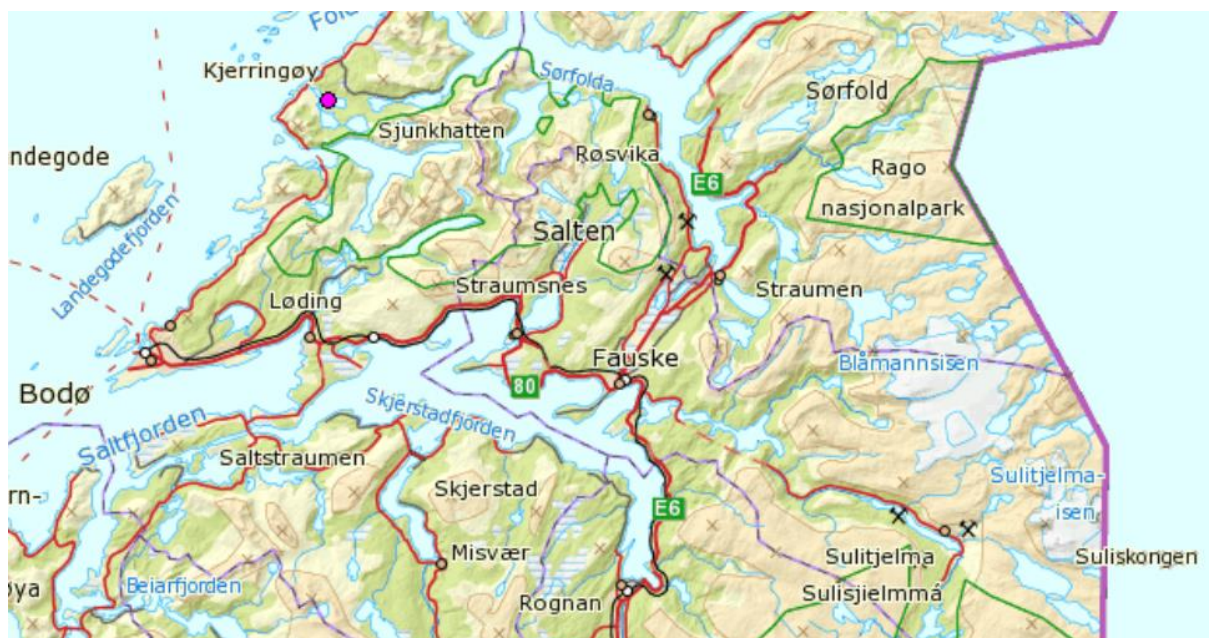 Fold
Kjerringøy
Sørfolda
Sørfold
Sjunkhatten
ndegode
Røsvika
Rago
E6
nasjonalpark
Landegodefjorden
Salten
Løding
Straumsnes
Straumen
Fauske
Blåmannsisen
Bodø
80
Skjerstadfjorden
Saltfjorden
Saltstraumen
Sulitjelma-
isen
rn-
Skjerstad
E6
Misvær
Sulitjelma
Suliskongen
Beiarfjorden
øya
Rognan
Sulisjielmmá